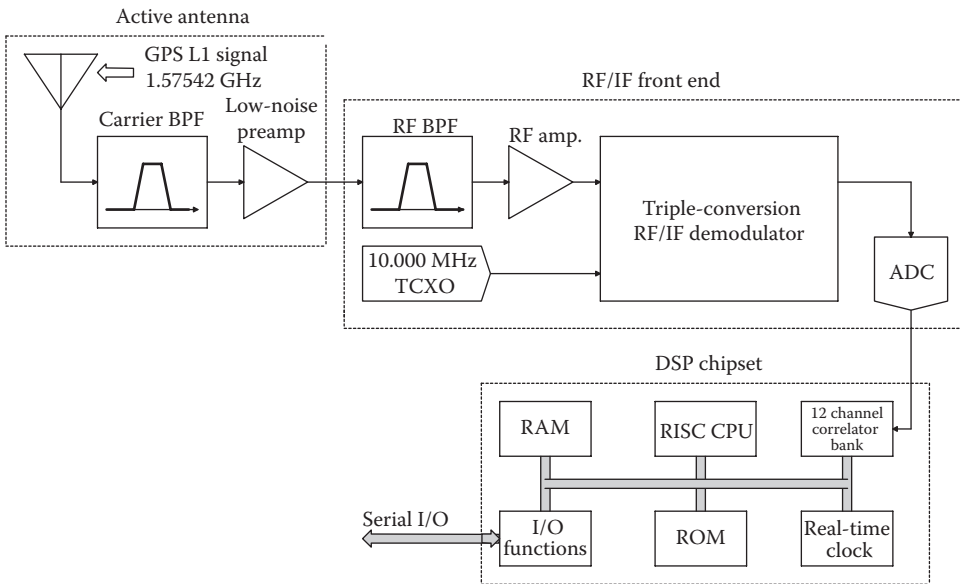 Active antenna
GPS L1 signal
1.57542 GHz
Carrier BPF
Low-noise
preamp
RF/IF front end
RF BPF
RF amp.
Triple-conversion
RF/IF demodulator
10.000 MHz
TCXO
ADC
DSP chipset
RAM
RISC CPU
12 channel
correlator
bank
Serial I/O
I/O
functions
ROM
Real-time
clock